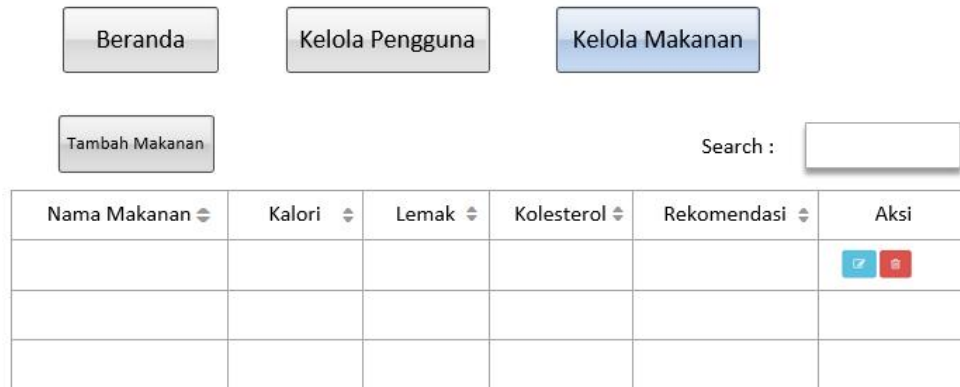 Beranda Kelola Pengguna Kelola Makanan
Tambah Makanan Search :
Nama Makanan Kalori Lemak Kolesterol Rekomendasi Aksi